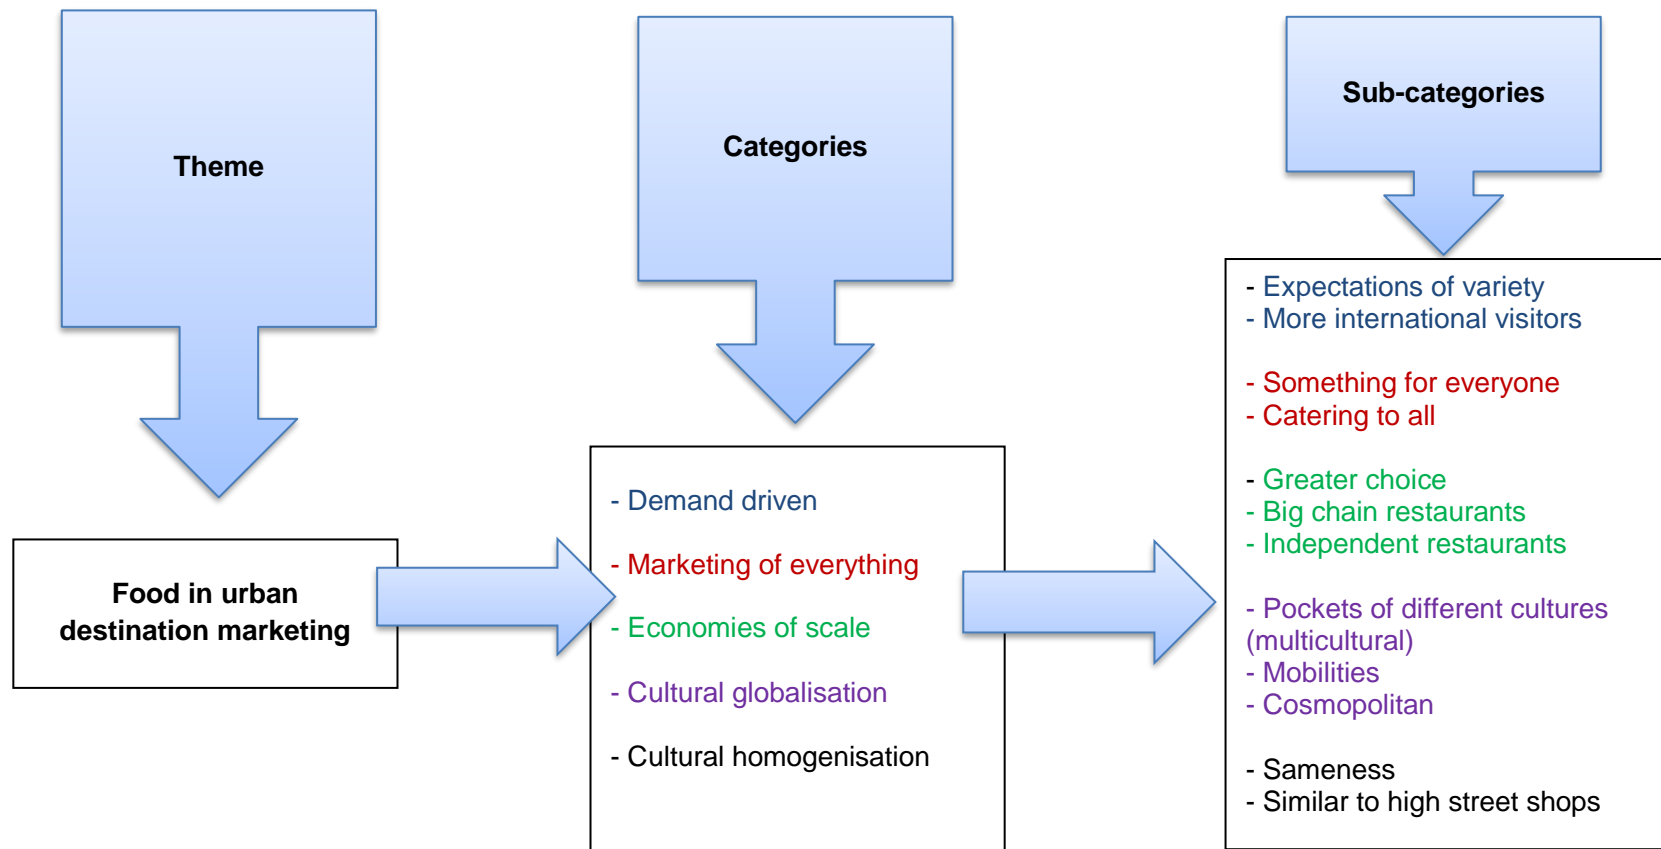 Theme
Categories
Sub-categories
Food in urban
destination marketing
- Demand driven
- Marketing of everything
- Economies of scale
- Cultural globalisation
- Cultural homogenisation
- Expectations of variety
- More international visitors
- Something for everyone
- Catering to all
- Greater choice
- Big chain restaurants
- Independent restaurants
- Pockets of different cultures
(multicultural)
- Mobilities
- Cosmopolitan
- Sameness
- Similar to high street shops